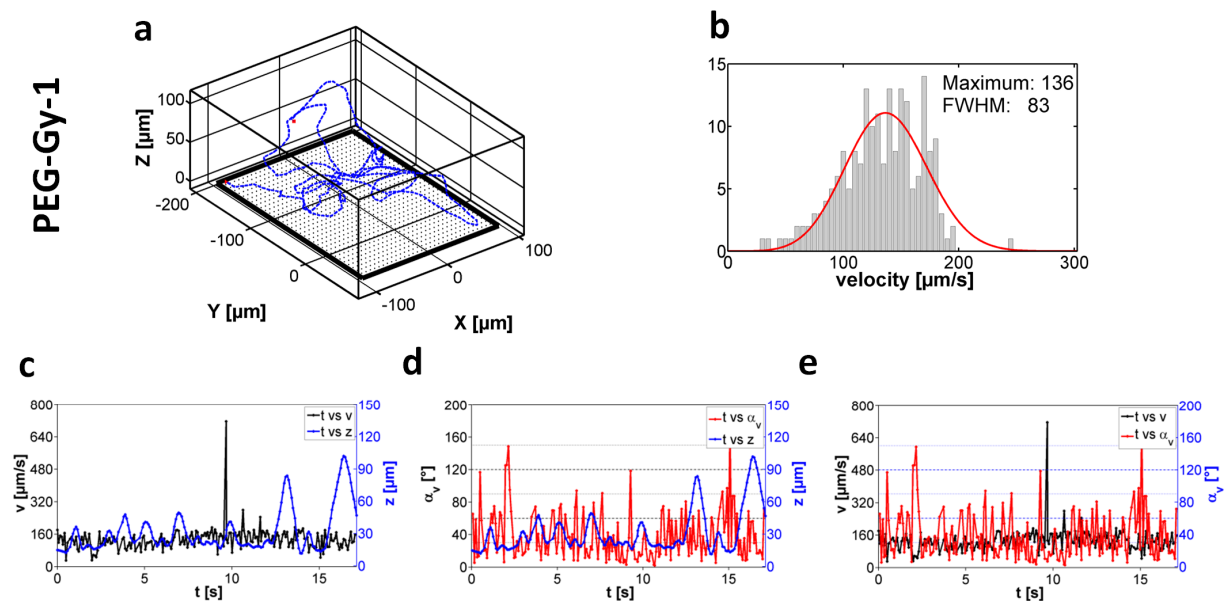 PEG-Gy-1
a
Z [µm]
100
50
0
-200
-100
0
Y [µm]
-100
0
100
X [µm]
b
15
10
5
0
Maximum: 136
FWHM: 83
0 100 200 300
velocity [µm/s]
c
800
640
480
320
160
0
v [µm/s]
t vs v
t vs z
150
120
90
60
30
0
z [µm]
0 5 10 15
t [s]
d
200
160
120
80
40
0
αv [°]
t vs αv
t vs z
150
120
90
60
30
0
z [µm]
0 5 10 15
t [s]
e
800
640
480
320
160
0
v [µm/s]
t vs v
t vs αv
200
160
120
80
40
0
αv [°]
0 5 10 15
t [s]